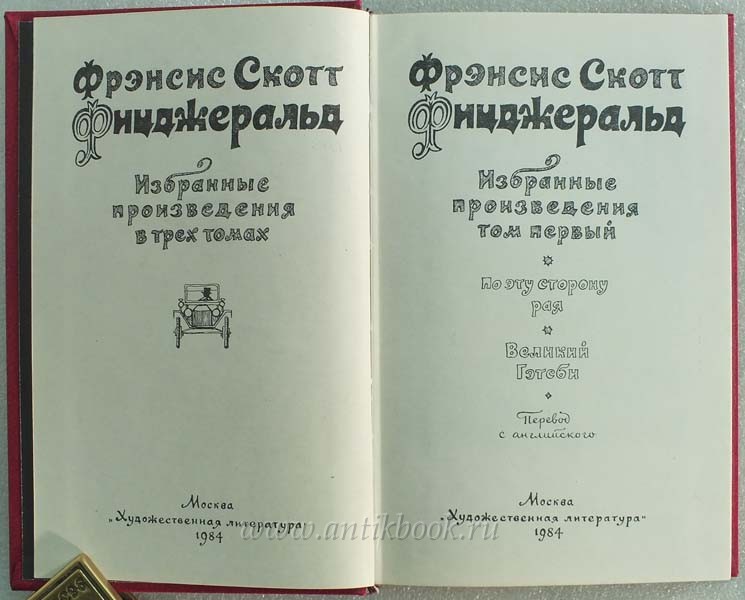 Фрэнсис Скотт
Фицджеральд
Избранные
произведения
в трех томах
Москва
„Художественная литература"
1984
Фрэнсис Скотт
Фицджеральд
Избранные
произведения
том первый
По эту сторону
рая
Великий
Гэтсби
Перевод
с английского
Москва
„Художественная литература"
1984
www.antikbook.ru